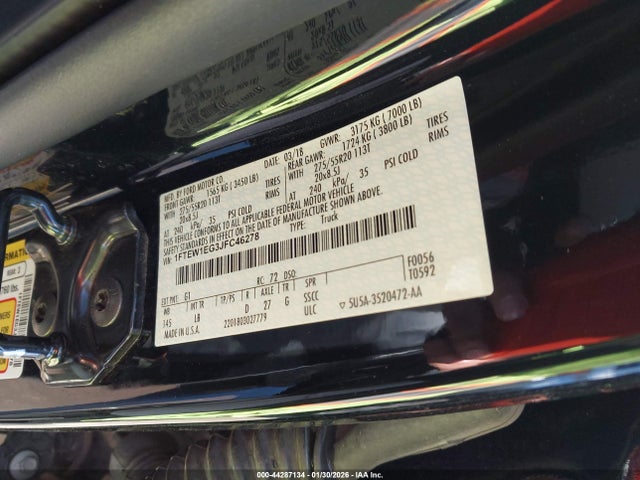 MFD. BY FORD MOTOR CO.
DATE: 03/18 GVWR: 3175 KG ( 7000 LB)
FRONT GAWR: 1565 KG (3450 LB)
REAR GAWR: 1724 KG ( 3800 LB)
WITH 275/55R20 113T TIRES
20x8.5J RIMS
WITH 275/55R20 113T TIRES
20x8.5J RIMS
AT 240 kPa/ 35 PSI COLD
AT 240 kPa/ 35 PSI COLD
THIS VEHICLE CONFORMS TO ALL APPLICABLE FEDERAL MOTOR VEHICLE
SAFETY STANDARDS IN EFFECT ON THE DATE OF MANUFACTURE SHOWN ABOVE.
VIN: 1FTEW1EG3JFC46278
TYPE: Truck
F0056
T0592
EXT PNT: G1 RC: 72 DSO:
WB INT TR TP/PS R AXLE TR
145 LB D 27 G SSCC
MADE IN U.S.A. 2201803027779 ULC
5U5A-3520472-AA
000-44287134 - 01/30/2026 - IAA Inc.